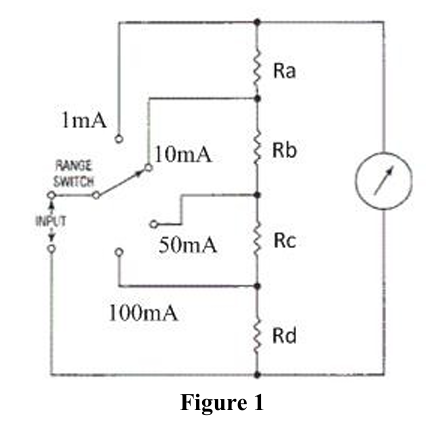 Ra
1mA
10mA
Rb
RANGE
SWITCH
INPUT
50mA
Rc
100mA
Rd
Figure 1